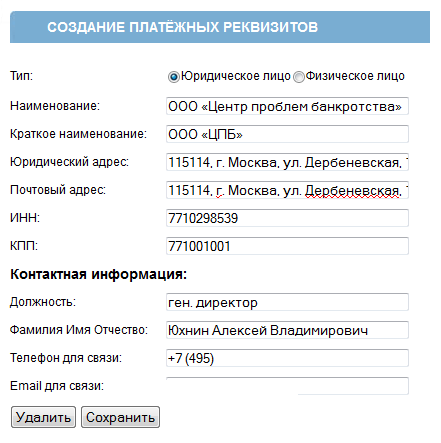 СОЗДАНИЕ ПЛАТЁЖНЫХ РЕКВИЗИТОВ
Тип: Юридическое лицо Физическое лицо
Наименование: ООО «Центр проблем банкротства»
Краткое наименование: ООО «ЦПБ»
Юридический адрес: 115114, г. Москва, ул. Дербеневская,
Почтовый адрес: 115114, г. Москва, ул. Дербеневская,
ИНН: 7710298539
КПП: 771001001
Контактная информация:
Должность: ген. директор
Фамилия Имя Отчество: Юхнин Алексей Владимирович
Телефон для связи: +7 (495)
Email для связи:
Удалить Сохранить